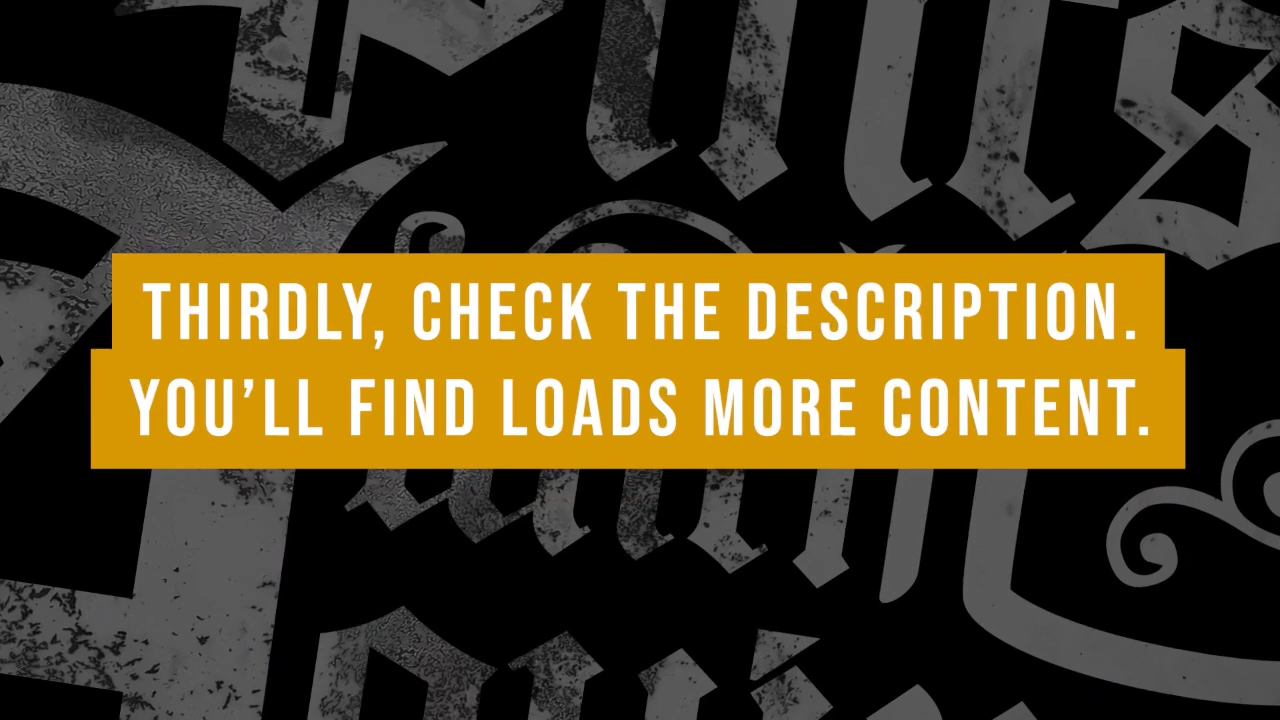 THIRDLY, CHECK THE DESCRIPTION.
YOU’LL FIND LOADS MORE CONTENT.